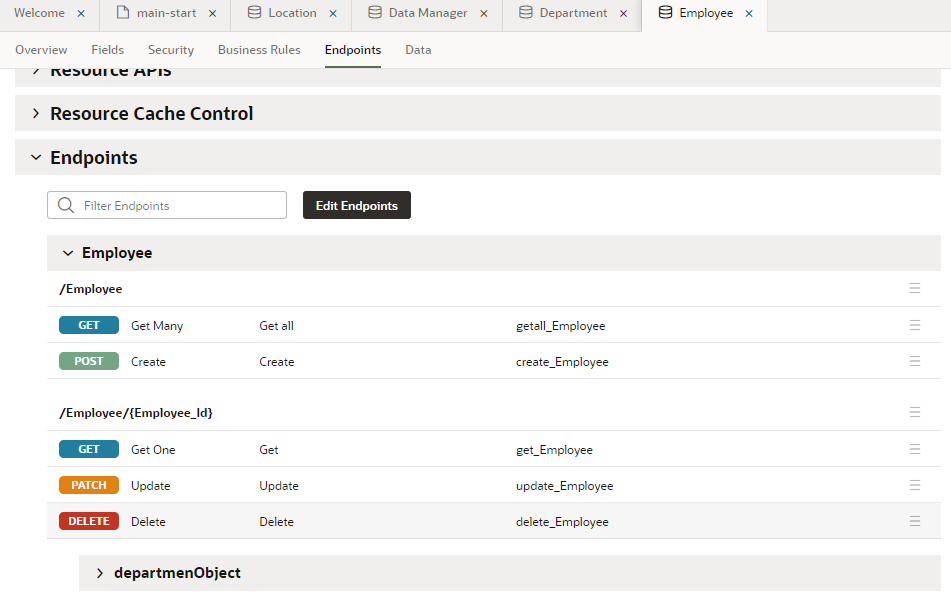 Welcome × main-start × Location × Data Manager × Department × Employee ×
Overview Fields Security Business Rules Endpoints Data
Resource APIs
Resource Cache Control
Endpoints
Filter Endpoints Edit Endpoints
Employee
/Employee
GET Get Many Get all getall_Employee
POST Create Create create_Employee
/Employee/{Employee_Id}
GET Get One Get get_Employee
PATCH Update Update update_Employee
DELETE Delete Delete delete_Employee
departmenObject